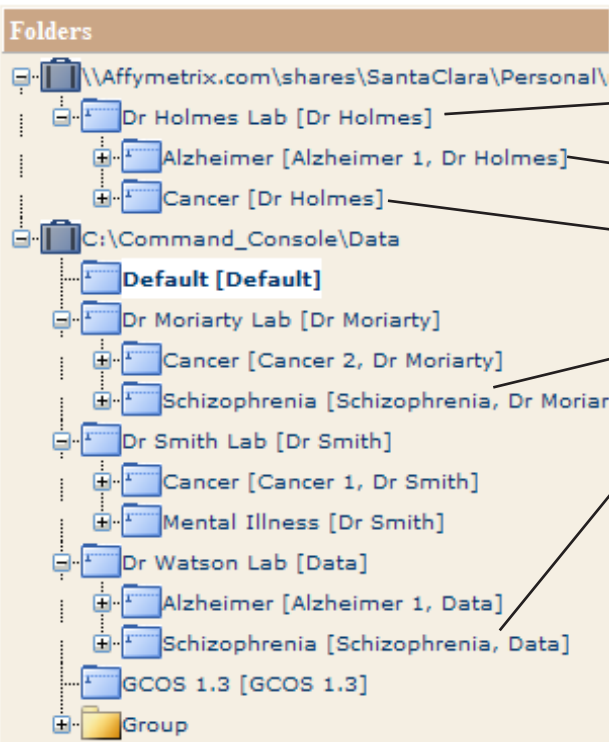 Folders
\\Affymetrix.com\shares\SantaClara\Personal\
Dr Holmes Lab [Dr Holmes]
Alzheimer [Alzheimer 1, Dr Holmes]
Cancer [Dr Holmes]
C:\Command_Console\Data
Default [Default]
Dr Moriarty Lab [Dr Moriarty]
Cancer [Cancer 2, Dr Moriarty]
Schizophrenia [Schizophrenia, Dr Moriar
Dr Smith Lab [Dr Smith]
Cancer [Cancer 1, Dr Smith]
Mental Illness [Dr Smith]
Dr Watson Lab [Data]
Alzheimer [Alzheimer 1, Data]
Schizophrenia [Schizophrenia, Data]
GCOS 1.3 [GCOS 1.3]
Group